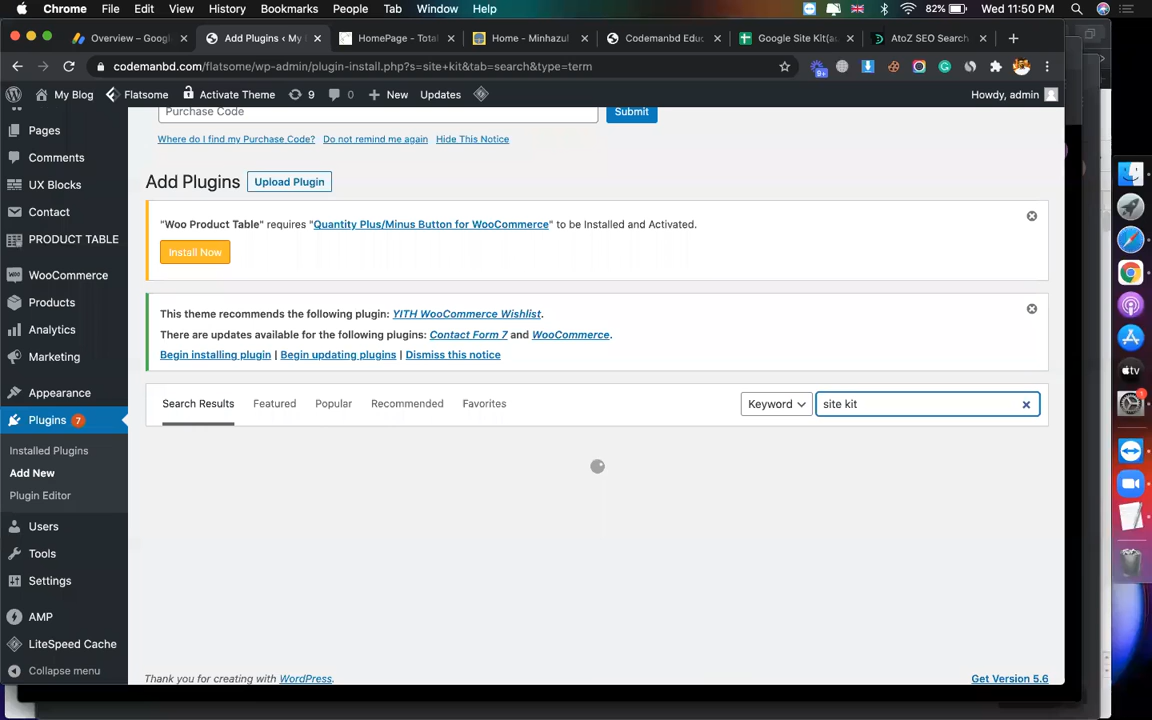 Chrome File Edit View History Bookmarks People Tab Window Help 82% Wed 11:50 PM
Overview – Googl Add Plugins ‹ My HomePage - Total Home - Minhazul Codemanbd Educ Google Site Kit(a AtoZ SEO Search
codemanbd.com/flatsome/wp-admin/plugin-install.php?s=site+kit&tab=search&type=term
My Blog Flatsome Activate Theme 9 0 New Updates Howdy, admin
Purchase Code Submit
Where do I find my Purchase Code? Do not remind me again Hide This Notice
Pages
Comments
UX Blocks
Contact
PRODUCT TABLE
WooCommerce
Products
Analytics
Marketing
Appearance
Plugins 7
Installed Plugins
Add New
Plugin Editor
Users
Tools
Settings
AMP
LiteSpeed Cache
Collapse menu
Add Plugins Upload Plugin
"Woo Product Table" requires "Quantity Plus/Minus Button for WooCommerce" to be Installed and Activated.
Install Now
This theme recommends the following plugin: YITH WooCommerce Wishlist.
There are updates available for the following plugins: Contact Form 7 and WooCommerce.
Begin installing plugin | Begin updating plugins | Dismiss this notice
Search Results Featured Popular Recommended Favorites Keyword site kit
Thank you for creating with WordPress. Get Version 5.6
9+
tv
1